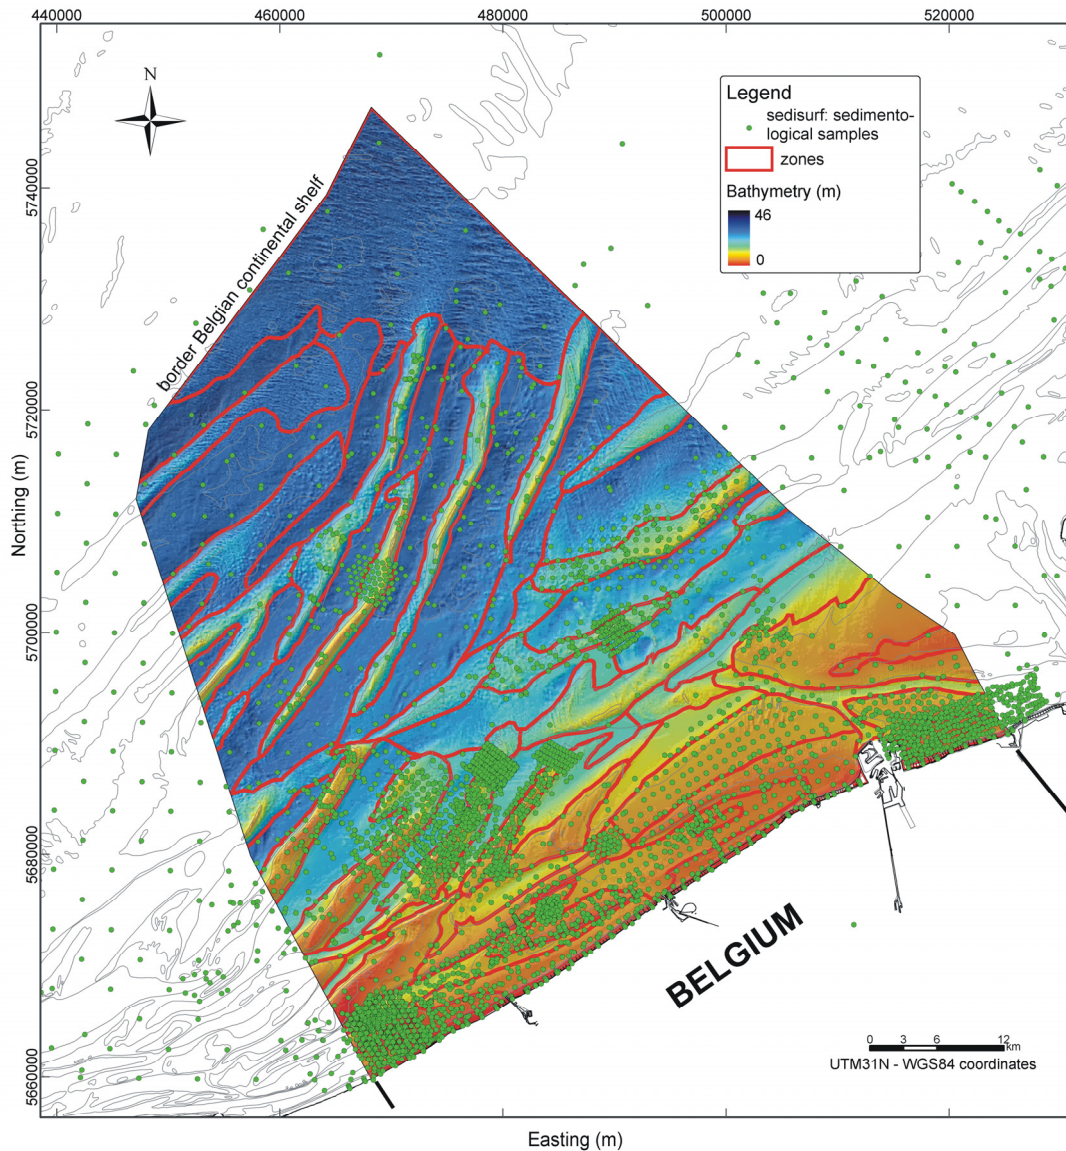 440000 460000 480000 500000 520000
N
Legend
sedisurf: sedimento-
logical samples
zones
Bathymetry (m)
46
0
border Belgian continental shelf
5740000
5720000
5700000
5680000
5660000
Northing (m)
BELGIUM
0 3 6 12
km
UTM31N - WGS84 coordinates
Easting (m)